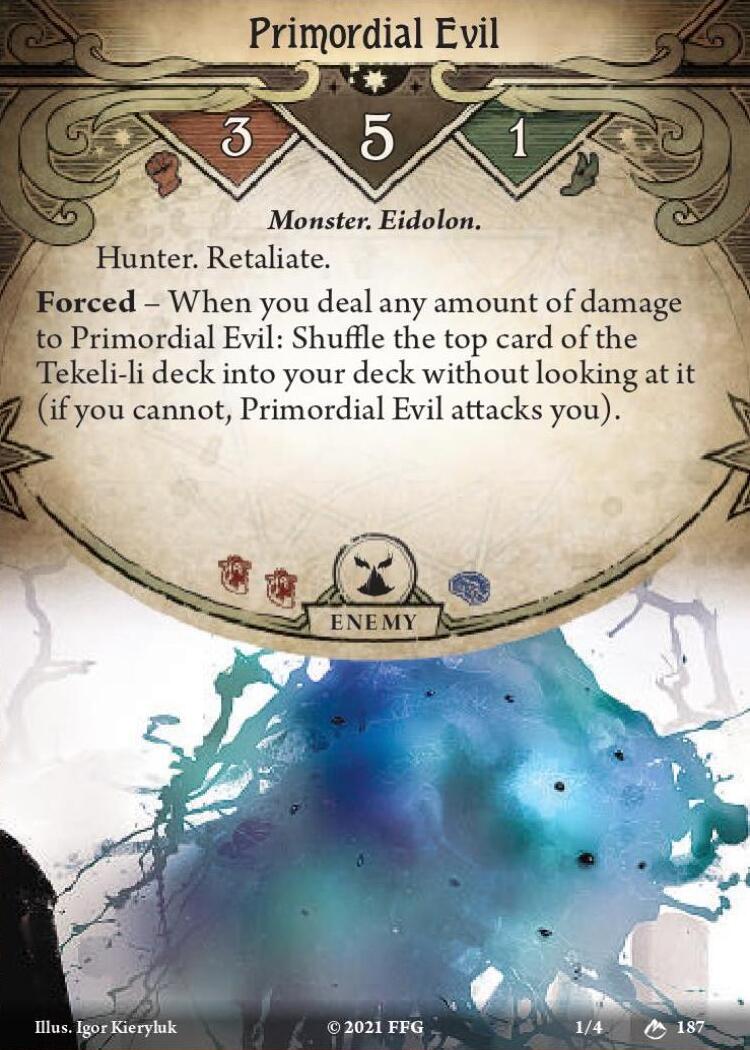 Primordial Evil
3 5 1
Monster. Eidolon.
Hunter. Retaliate.
Forced – When you deal any amount of damage
to Primordial Evil: Shuffle the top card of the
Tekeli-li deck into your deck without looking at it
(if you cannot, Primordial Evil attacks you).
ENEMY
Illus. Igor Kieryluk © 2021 FFG 1/4 187